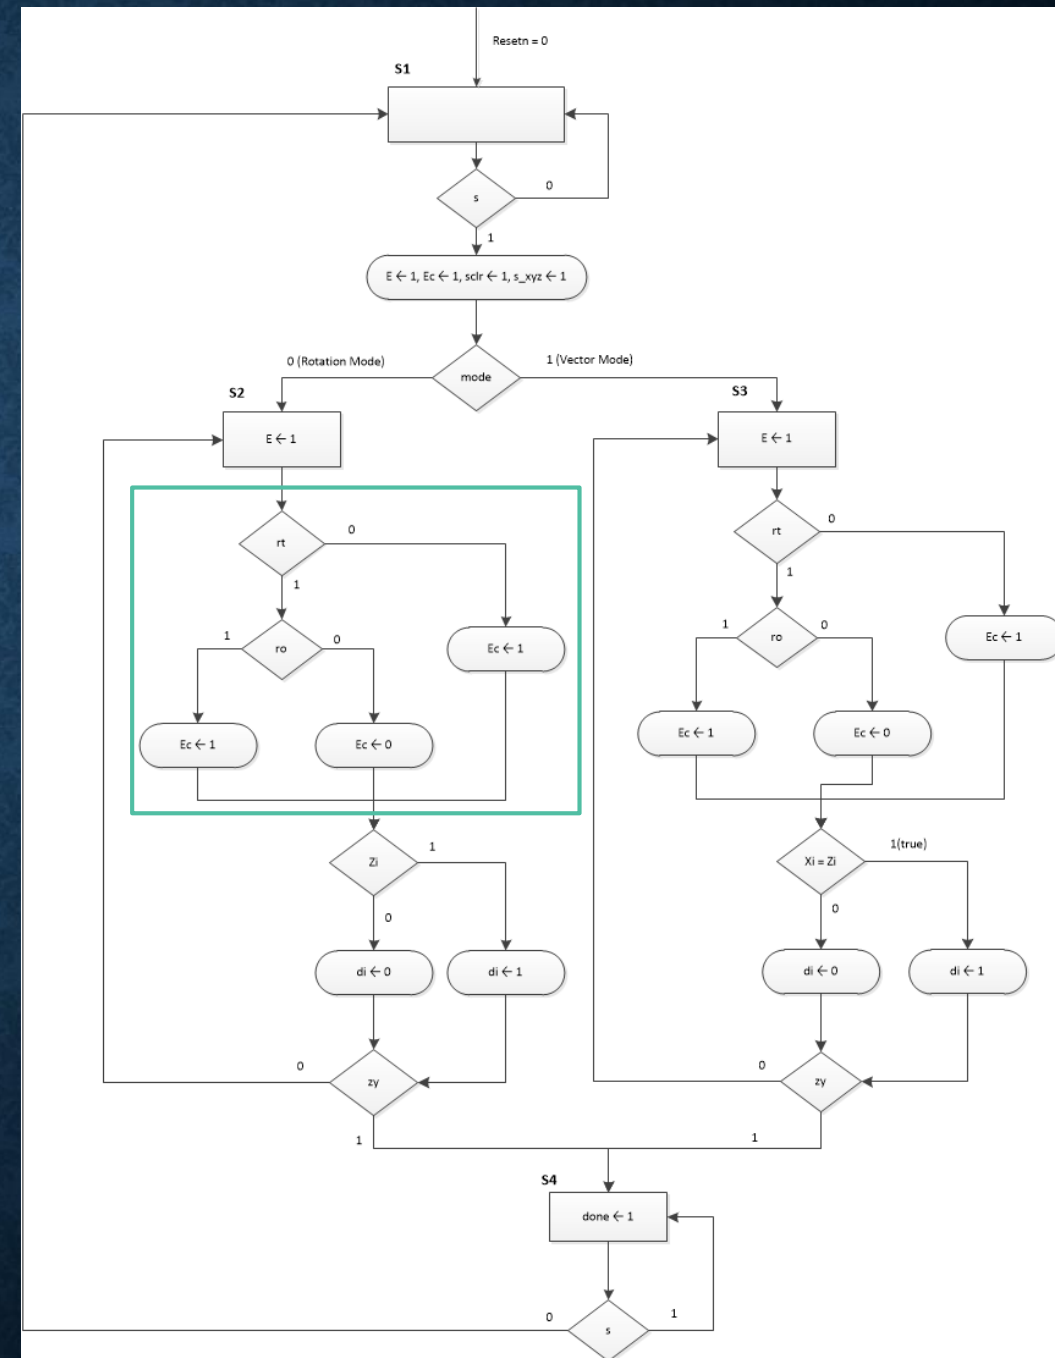 Resetn = 0
S1
s
0
1
E ← 1, Ec ← 1, sclr ← 1, s_xyz ← 1
0 (Rotation Mode)
mode
1 (Vector Mode)
S2
E ← 1
rt
0
1
ro
1
0
Ec ← 1
Ec ← 1
Ec ← 0
Zi
1
0
di ← 0
di ← 1
zy
0
1
S3
E ← 1
rt
0
1
ro
1
0
Ec ← 1
Ec ← 1
Ec ← 0
Xi = Zi
1(true)
0
di ← 0
di ← 1
zy
0
1
S4
done ← 1
s
0
1